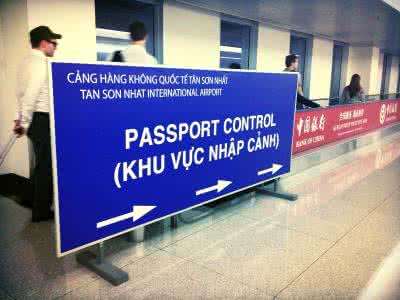 CẢNG HÀNG KHÔNG QUỐC TẾ TÂN SƠN NHẤT
TAN SON NHAT INTERNATIONAL AIRPORT
PASSPORT CONTROL
(KHU VỰC NHẬP CẢNH)
中国银行
BANK OF CHINA